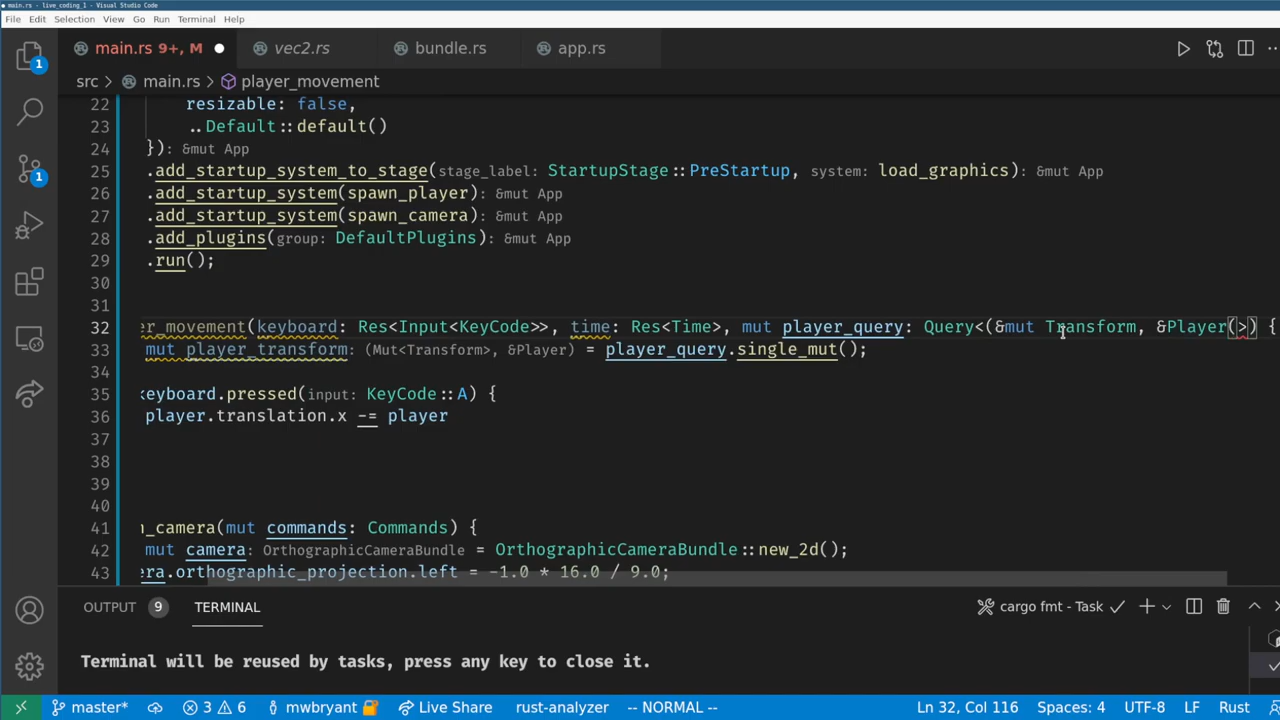 main.rs - live_coding_1 - Visual Studio Code
File Edit Selection View Go Run Terminal Help
main.rs 9+, M vec2.rs bundle.rs app.rs
src > main.rs > player_movement
22 resizable: false,
23 ..Default::default()
24 }): &mut App
25 .add_startup_system_to_stage(stage_label: StartupStage::PreStartup, system: load_graphics): &mut App
26 .add_startup_system(spawn_player): &mut App
27 .add_startup_system(spawn_camera): &mut App
28 .add_plugins(group: DefaultPlugins): &mut App
29 .run();
30
31
32 er_movement(keyboard: Res<Input<KeyCode>>, time: Res<Time>, mut player_query: Query<(&mut Transform, &Player(>) {
33 mut player_transform: (Mut<Transform>, &Player) = player_query.single_mut();
34
35 keyboard.pressed(input: KeyCode::A) {
36 player.translation.x -= player
37
38
39
40
41 n_camera(mut commands: Commands) {
42 mut camera: OrthographicCameraBundle = OrthographicCameraBundle::new_2d();
43 era.orthographic_projection.left = -1.0 * 16.0 / 9.0;
OUTPUT 9 TERMINAL cargo fmt - Task
Terminal will be reused by tasks, press any key to close it.
master* 3 6 mwbryant Live Share rust-analyzer -- NORMAL -- Ln 32, Col 116 Spaces: 4 UTF-8 LF Rust
1
1